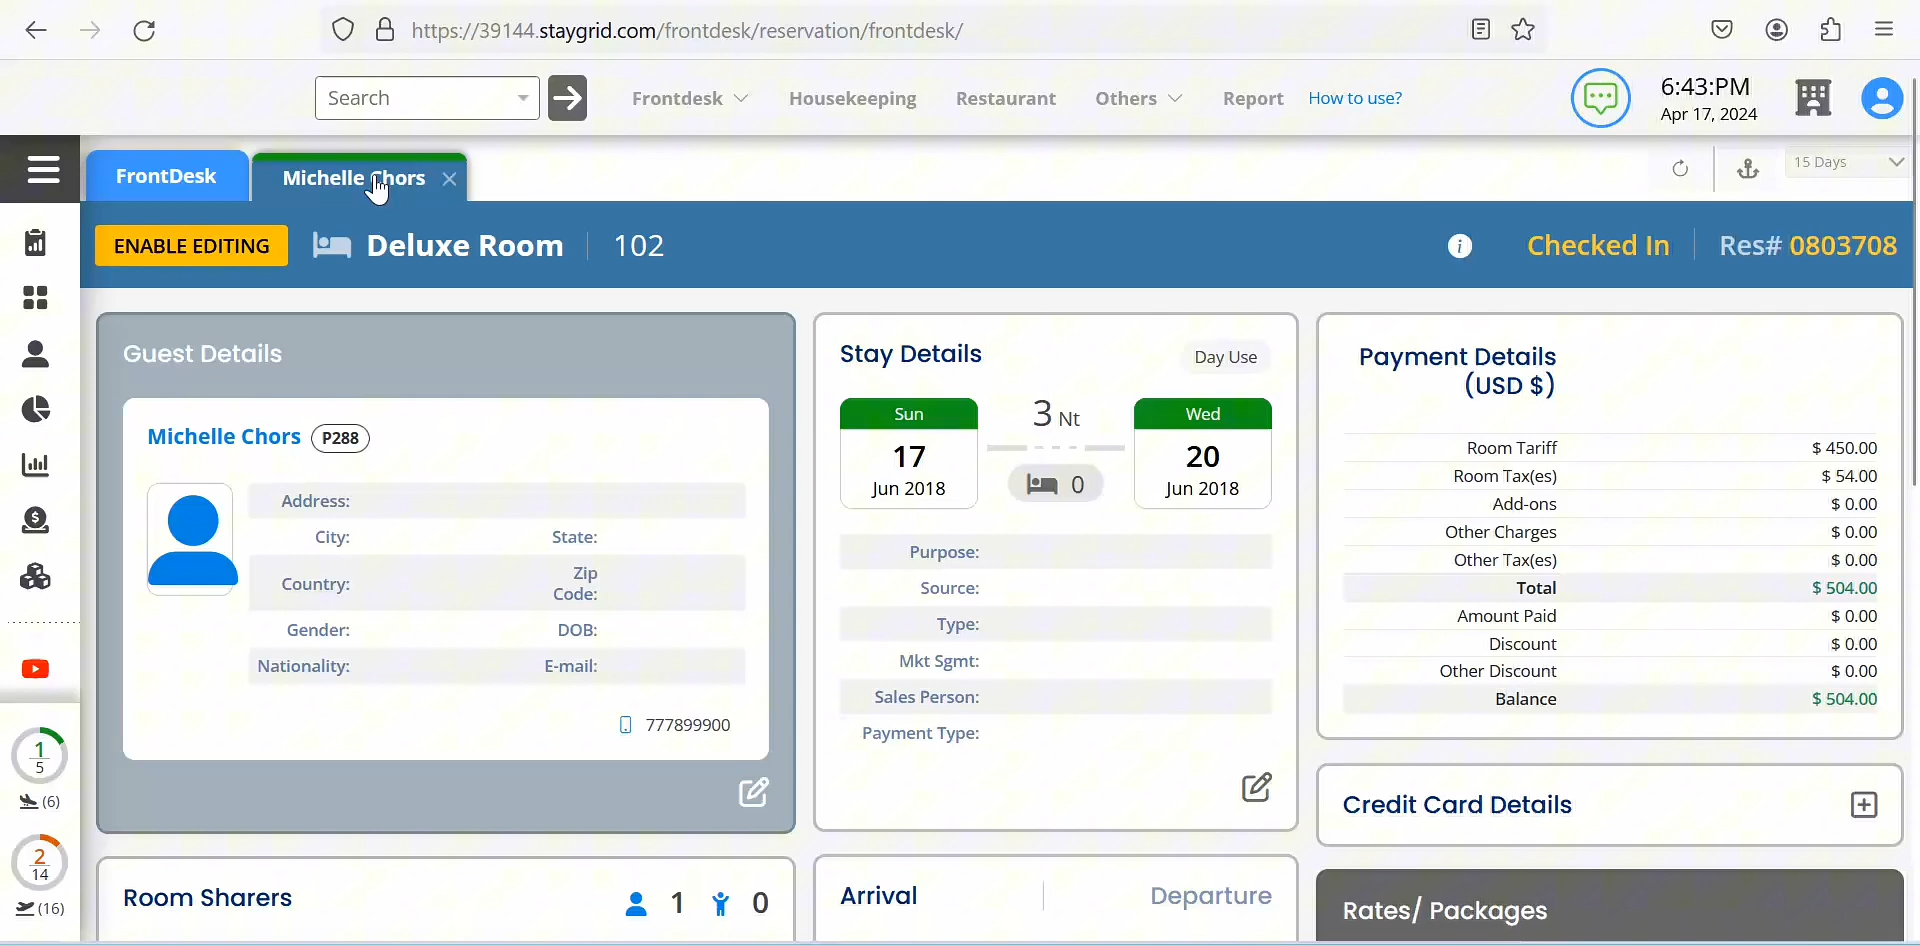 https://39144.staygrid.com/frontdesk/reservation/frontdesk/
Search
Frontdesk
Housekeeping
Restaurant
Others
Report
How to use?
6:43:PM
Apr 17, 2024
FrontDesk
Michelle Chors
15 Days
ENABLE EDITING
Deluxe Room
102
Checked In
Res# 0803708
Guest Details
Michelle Chors P288
Address:
City: State:
Country: Zip Code:
Gender: DOB:
Nationality: E-mail:
777899900
Stay Details
Day Use
Sun
17
Jun 2018
3 Nt
0
Wed
20
Jun 2018
Purpose:
Source:
Type:
Mkt Sgmt:
Sales Person:
Payment Type:
Payment Details
(USD $)
Room Tariff $ 450.00
Room Tax(es) $ 54.00
Add-ons $ 0.00
Other Charges $ 0.00
Other Tax(es) $ 0.00
Total $ 504.00
Amount Paid $ 0.00
Discount $ 0.00
Other Discount $ 0.00
Balance $ 504.00
Credit Card Details
Room Sharers 1 0
Arrival
Departure
Rates/ Packages
1
5
(6)
2
14
(16)